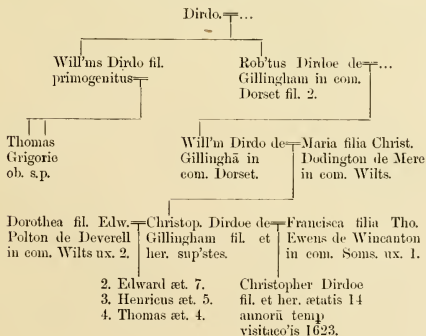 Dirdo.=...
Will'ms Dirdo fil.
primogenitus=
Rob'tus Dirdoe de=...
Gillingham in com.
Dorset fil. 2.
Thomas
Grigorie
ob. s.p.
Will'm Dirdo de=
Gillinghā in
com. Dorset.
Maria filia Christ.
Dodington de Mere
in com. Wilts.
Dorothea fil. Edw.=
Polton de Deverell
in com. Wilts ux. 2.
Christop. Dirdoe de=
Gillingham fil. et
her. sup'stes.
Francisca filia Tho.
Ewens de Wincanton
in com. Soms. ux. 1.
2. Edward æt. 7.
3. Henricus æt. 5.
4. Thomas æt. 4.
Christopher Dirdoe
fil. et her. ætatis 14
annorū temp
visitaco'is 1623.